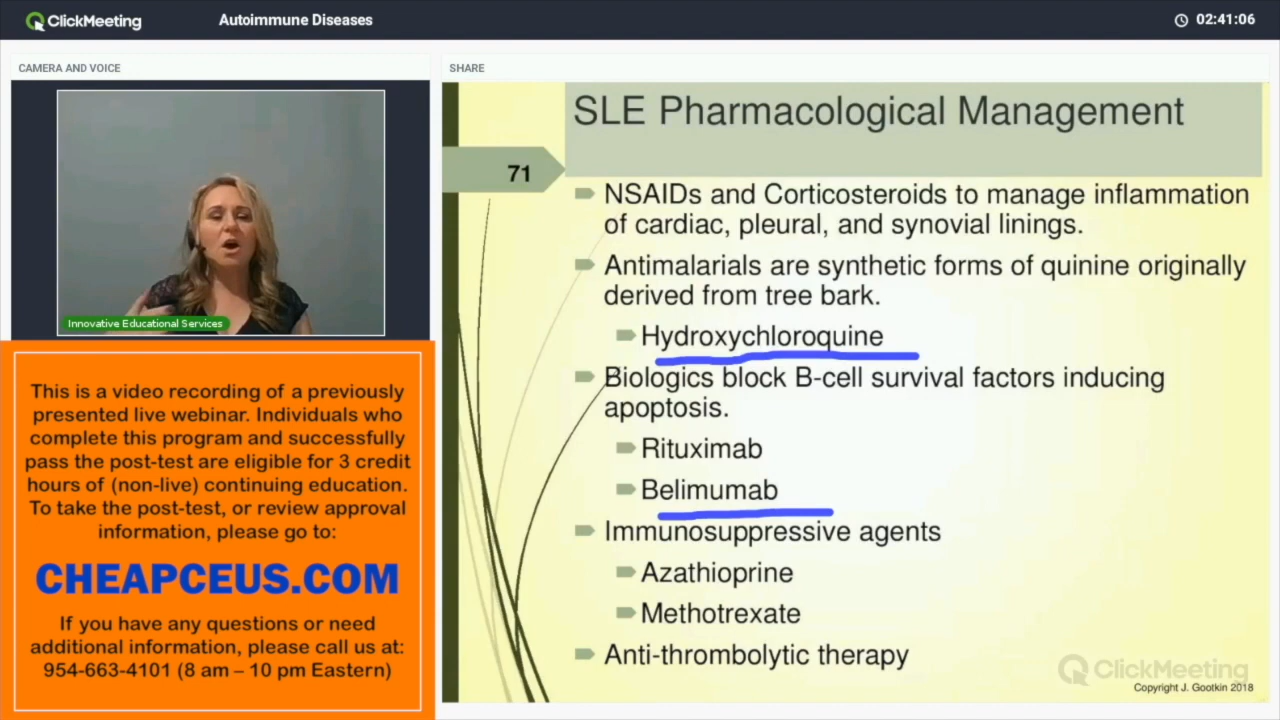 ClickMeeting
Autoimmune Diseases
02:41:06
CAMERA AND VOICE
Innovative Educational Services
This is a video recording of a previously
presented live webinar. Individuals who
complete this program and successfully
pass the post-test are eligible for 3 credit
hours of (non-live) continuing education.
To take the post-test, or review approval
information, please go to:
CHEAPCEUS.COM
If you have any questions or need
additional information, please call us at:
954-663-4101 (8 am – 10 pm Eastern)
SHARE
SLE Pharmacological Management
71
NSAIDs and Corticosteroids to manage inflammation
of cardiac, pleural, and synovial linings.
Antimalarials are synthetic forms of quinine originally
derived from tree bark.
Hydroxychloroquine
Biologics block B-cell survival factors inducing
apoptosis.
Rituximab
Belimumab
Immunosuppressive agents
Azathioprine
Methotrexate
Anti-thrombolytic therapy
ClickMeeting
Copyright J. Gootkin 2018